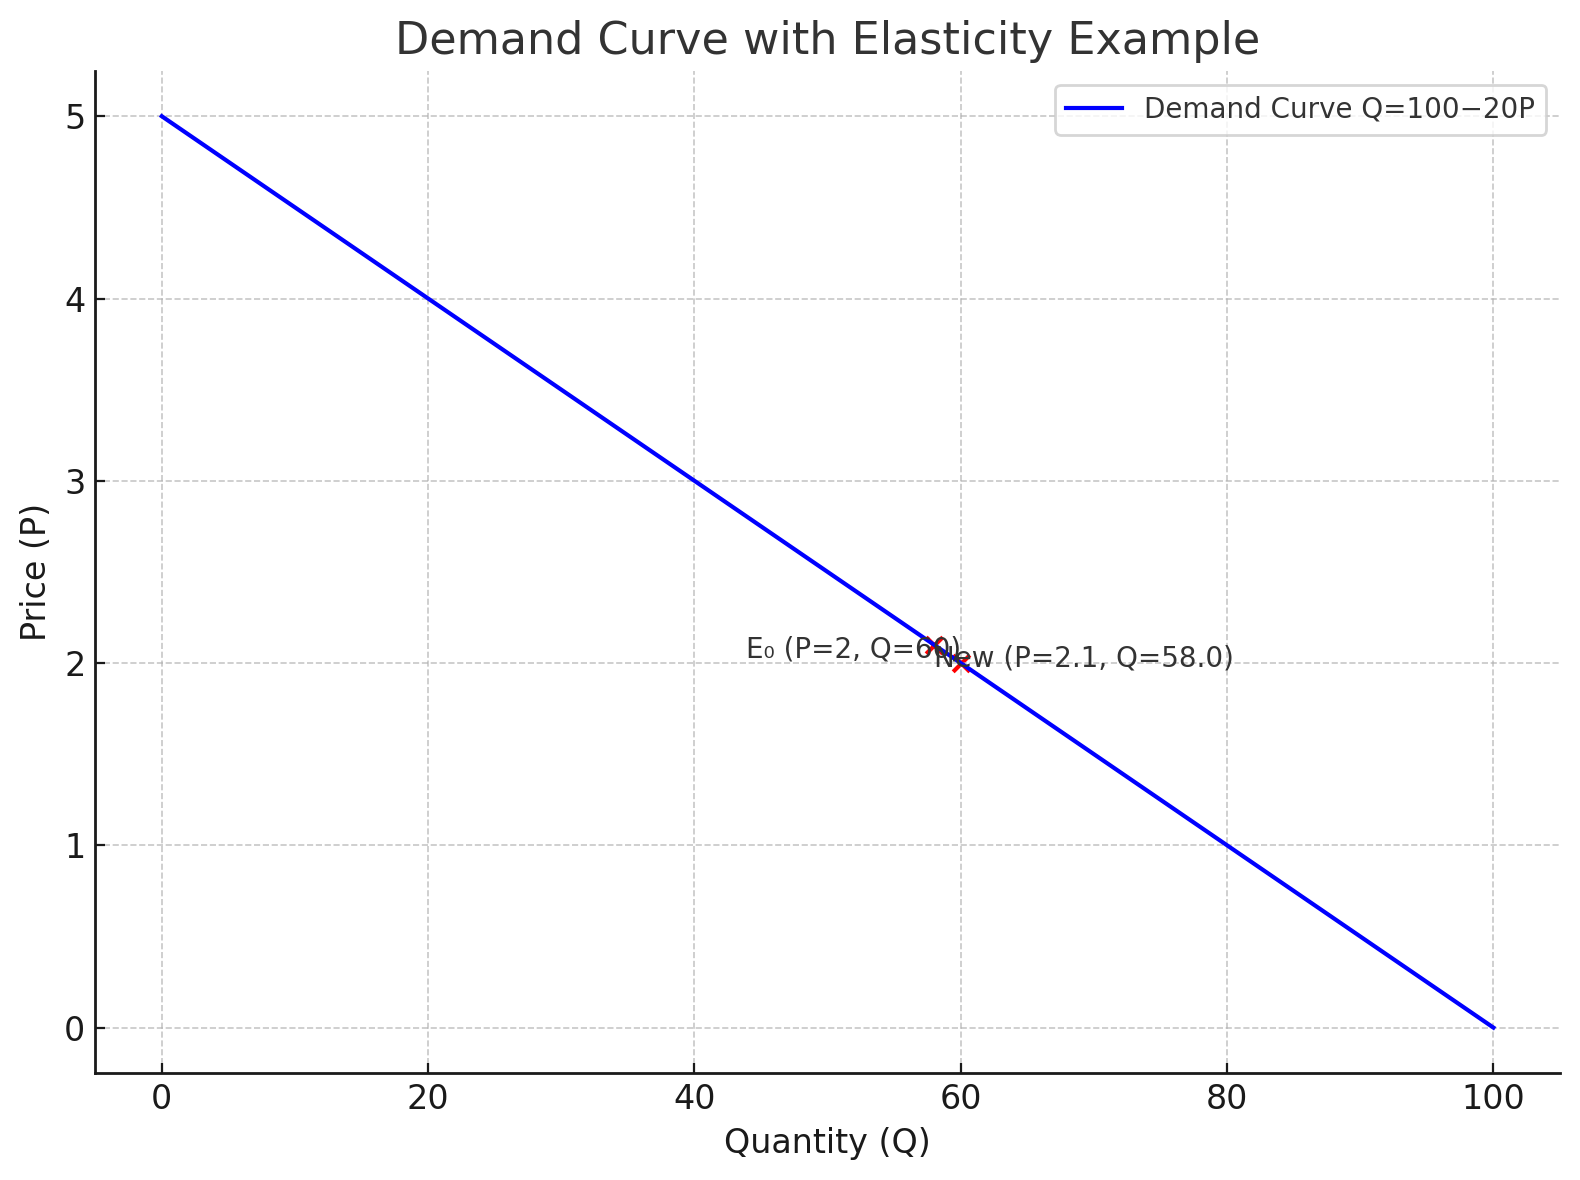 Demand Curve with Elasticity Example
Demand Curve Q=100−20P
5
4
3
2
1
0
Price (P)
E₀ (P=2, Q=60)
New (P=2.1, Q=58.0)
0 20 40 60 80 100
Quantity (Q)